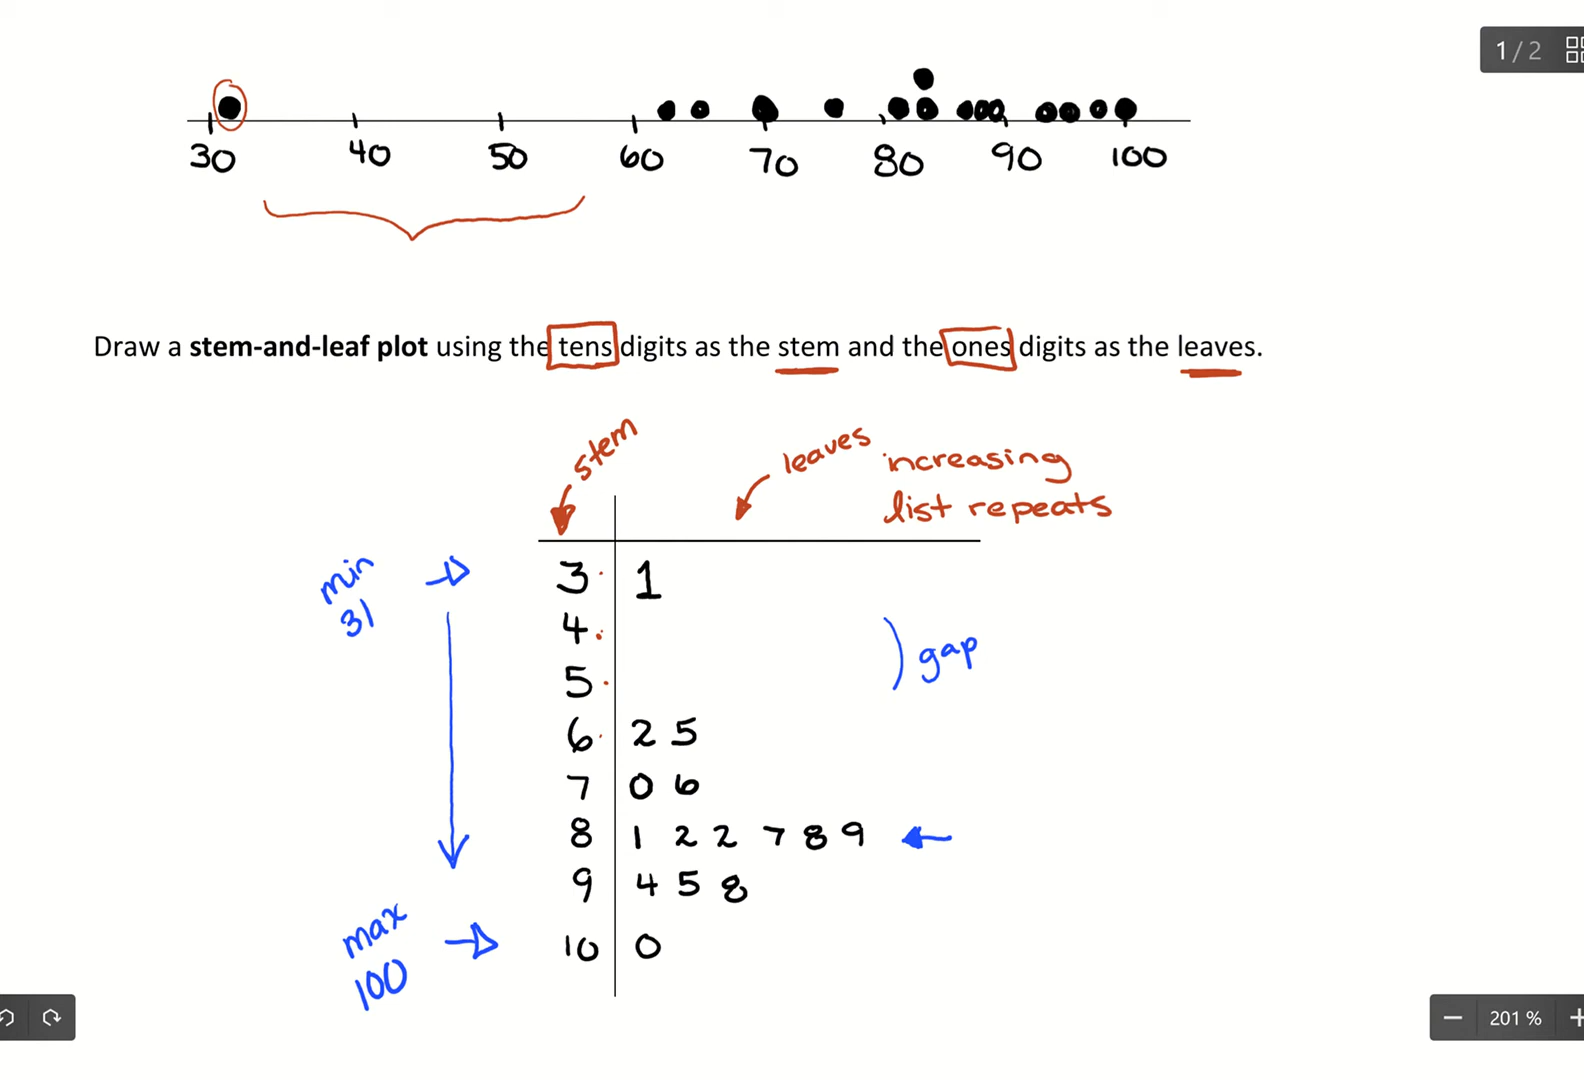 1 / 2
30 40 50 60 70 80 90 100
Draw a stem-and-leaf plot using the tens digits as the stem and the ones digits as the leaves.
stem
leaves increasing
list repeats
min
31
3 1
4
5
gap
6 2 5
7 0 6
8 1 2 2 7 8 9
9 4 5 8
max
100
10 0
201 %